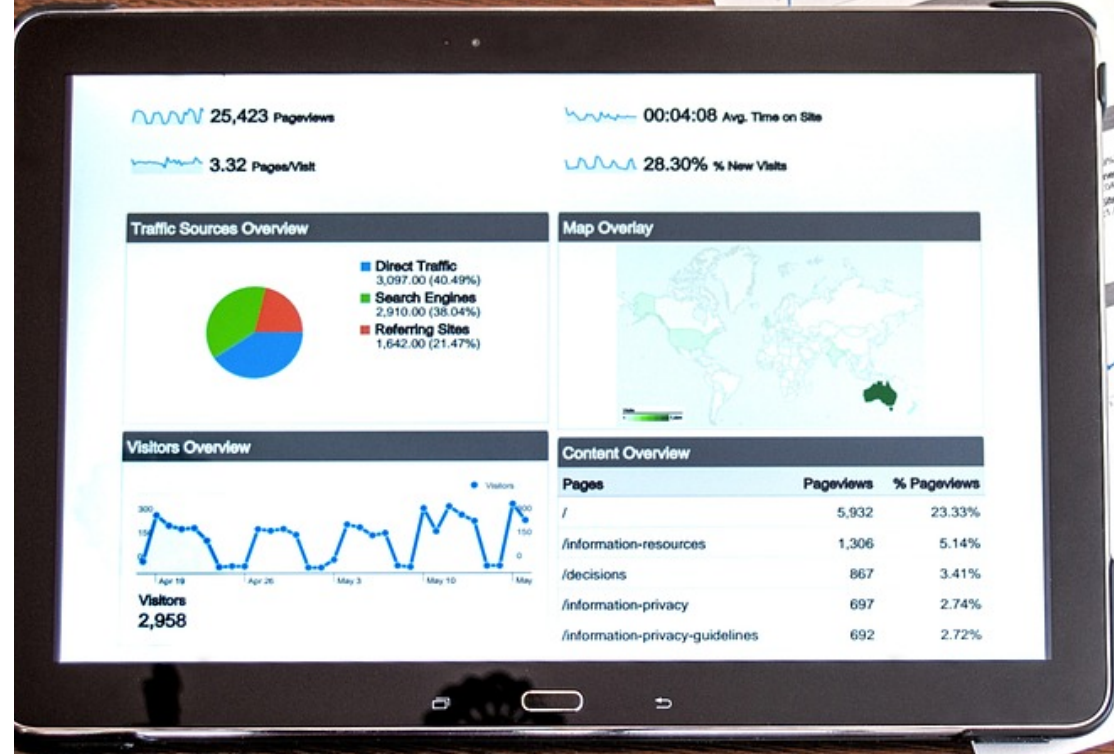 25,423 Pageviews
00:04:08 Avg. Time on Site
3.32 Pages/Visit
28.30% % New Visits
Traffic Sources Overview
Direct Traffic
3,097.00 (40.49%)
Search Engines
2,910.00 (38.04%)
Referring Sites
1,642.00 (21.47%)
Map Overlay
Visits
Visitors Overview
Visitors
300 300
150 150
0 0
Apr 19 Apr 26 May 3 May 10 May
Visitors
2,958
Content Overview
Pages Pageviews % Pageviews
/ 5,932 23.33%
/information-resources 1,306 5.14%
/decisions 867 3.41%
/information-privacy 697 2.74%
/information-privacy-guidelines 692 2.72%